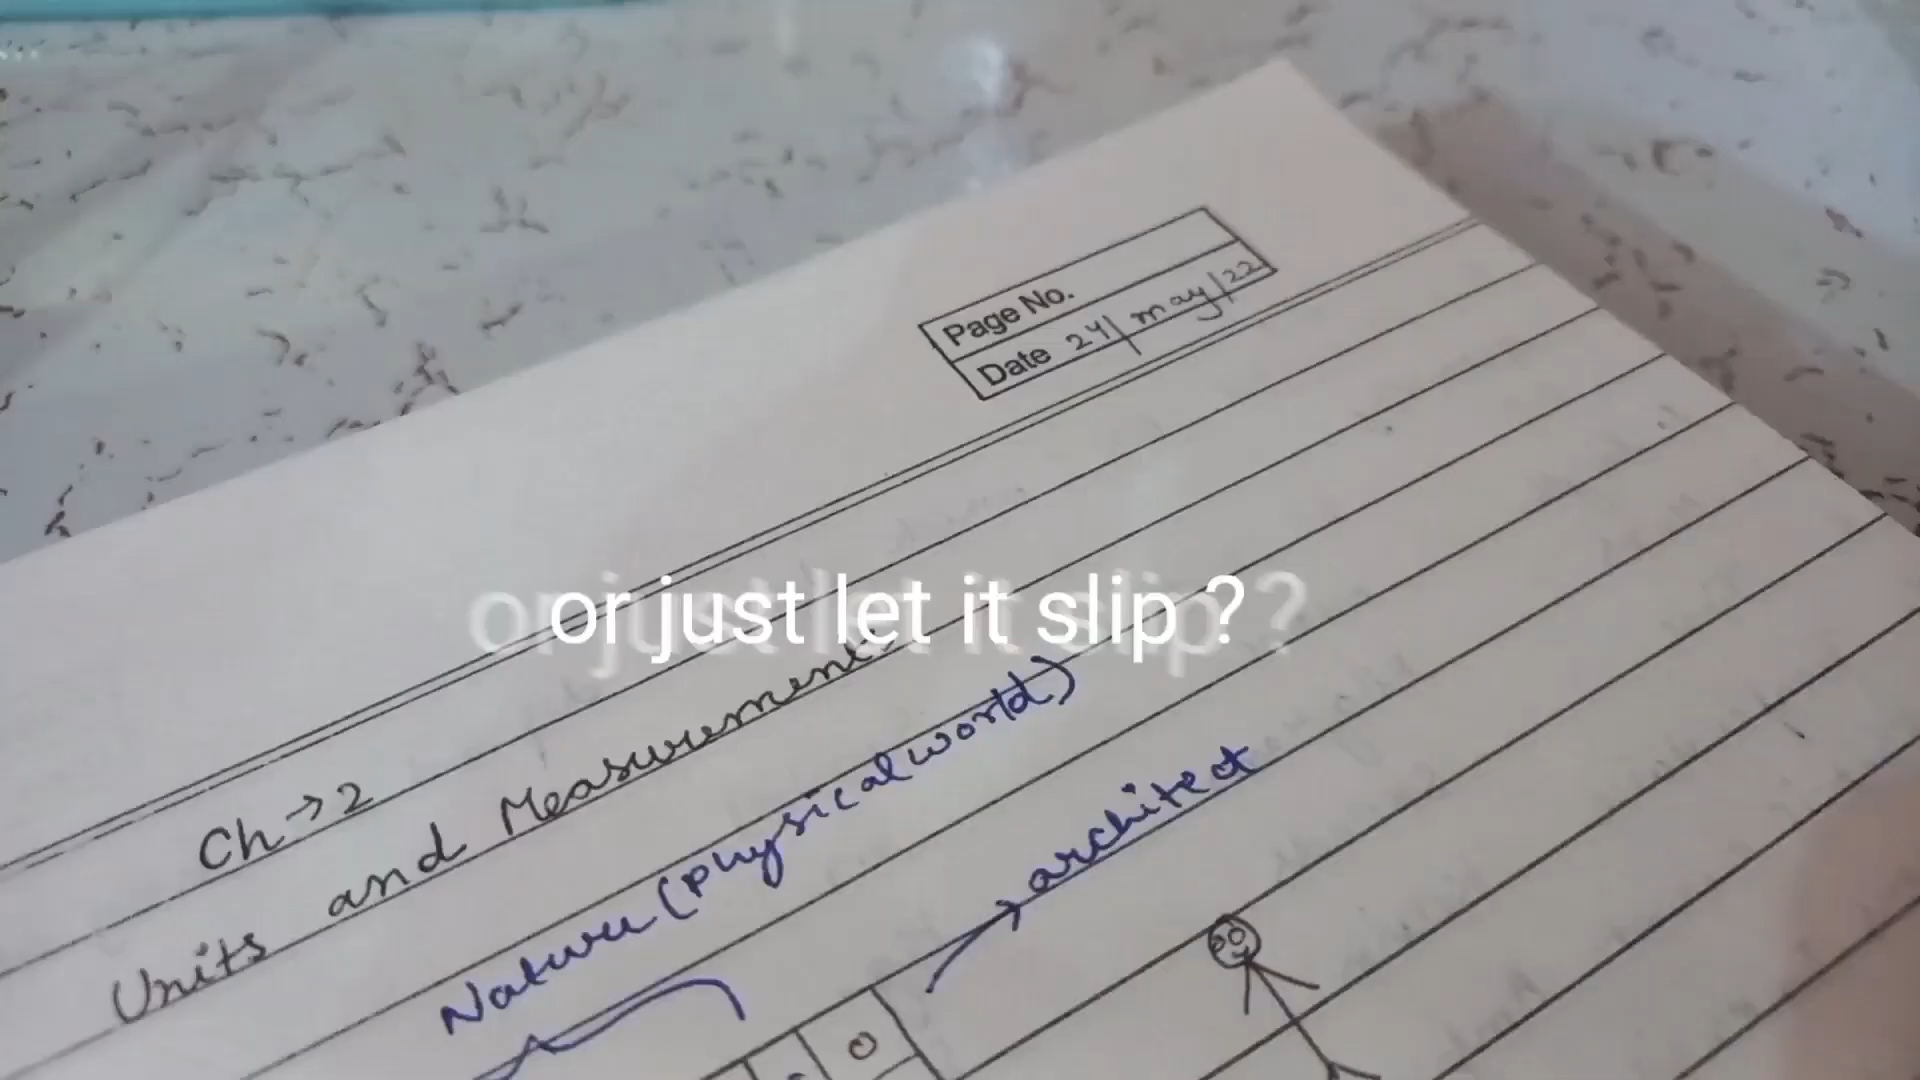 Page No.
Date 24/may/22
or just let it slip ?
Ch→2
Units and Measurement:
Nature (physical world)
→ architect